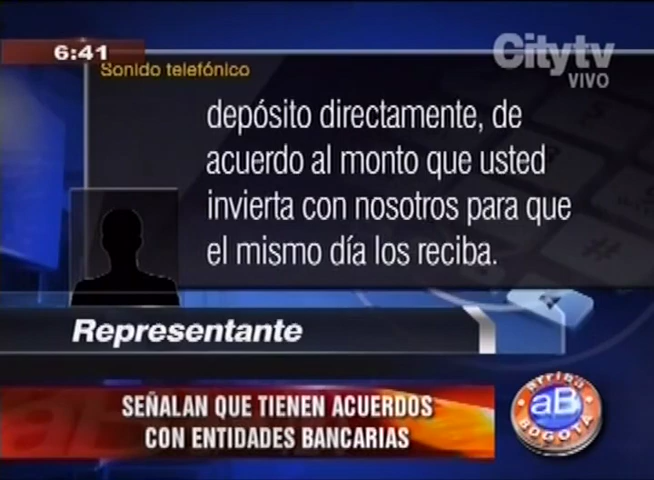 6:41
Sonido telefónico
Citytv
VIVO
depósito directamente, de
acuerdo al monto que usted
invierta con nosotros para que
el mismo día los reciba.
Representante
SEÑALAN QUE TIENEN ACUERDOS
CON ENTIDADES BANCARIAS
arriba
aB
BOGOTÁ